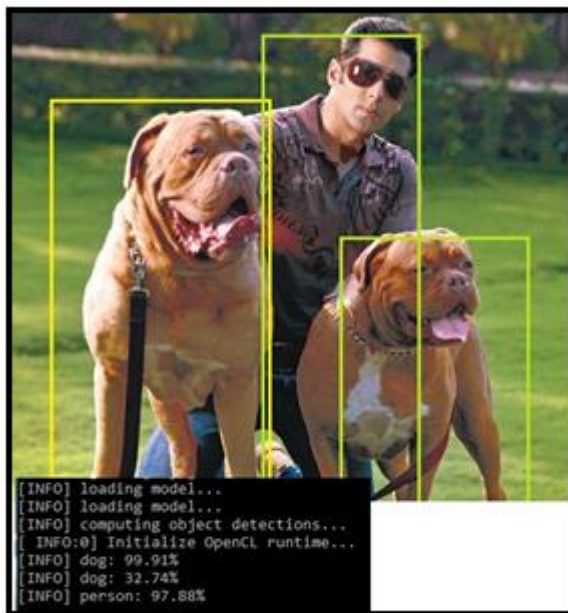 [INFO] loading model...
[INFO] loading model...
[INFO] computing object detections...
[ INFO:0] Initialize OpenCL runtime...
[INFO] dog: 99.91%
[INFO] dog: 32.74%
[INFO] person: 97.88%